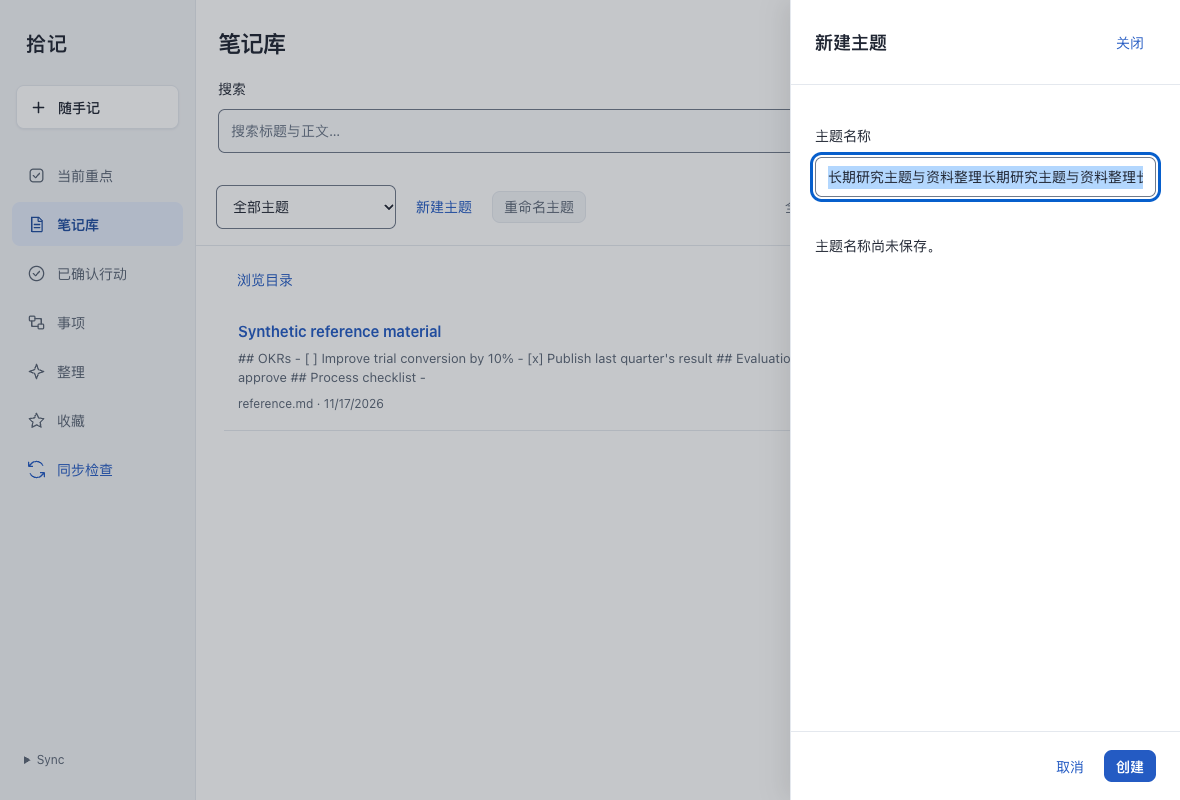 拾记
随手记
当前重点
笔记库
已确认行动
事项
整理
收藏
同步检查
Sync
笔记库
搜索
搜索标题与正文...
全部主题
新建主题
重命名主题
浏览目录
Synthetic reference material
## OKRs - [ ] Improve trial conversion by 10% - [x] Publish last quarter's result ## Evaluatio
approve ## Process checklist -
reference.md · 11/17/2026
新建主题
关闭
主题名称
长期研究主题与资料整理长期研究主题与资料整理
主题名称尚未保存。
取消
创建